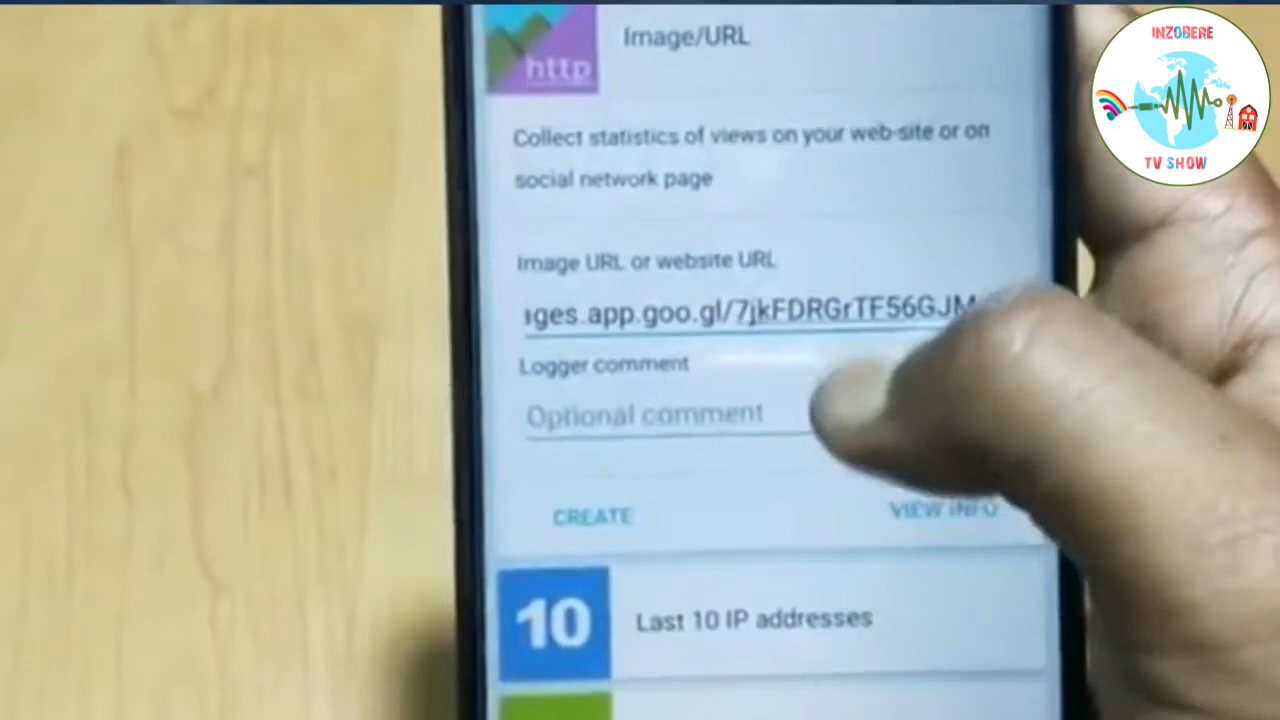 INZOBERE
TV SHOW
http
Image/URL
Collect statistics of views on your web-site or on
social network page
Image URL or website URL
ges.app.goo.gl/7jkFDRGrTF56GJM
Logger comment
Optional comment
CREATE
VIEW INFO
10
Last 10 IP addresses